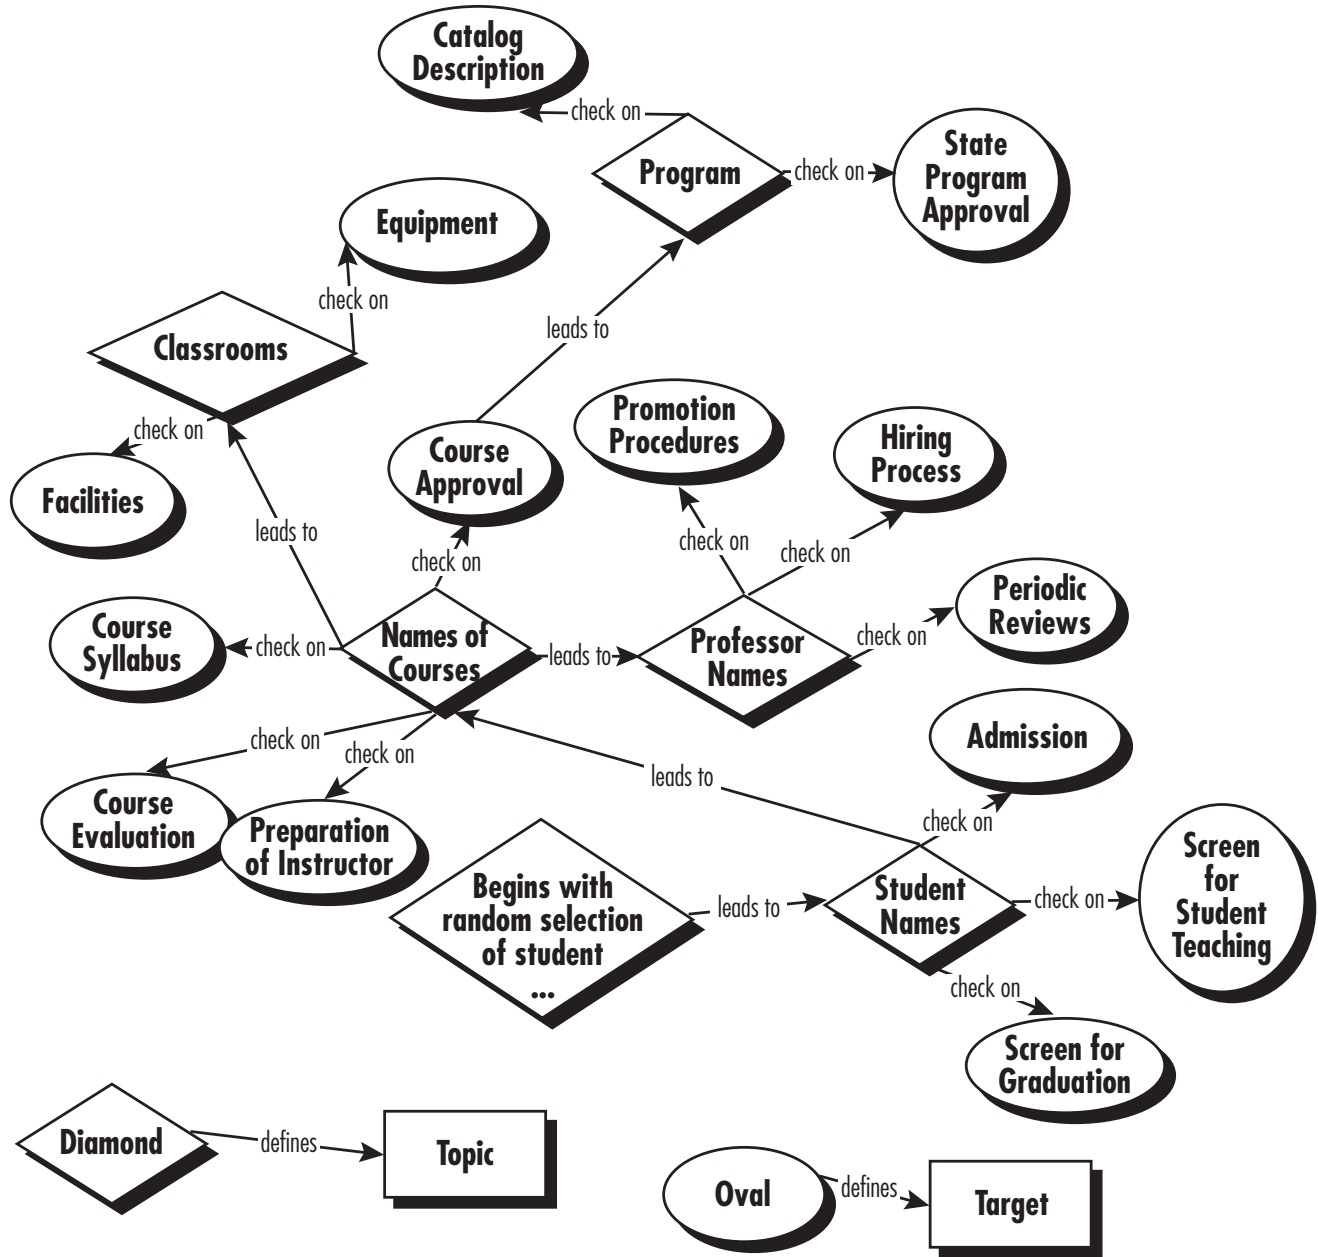 Catalog
Description
check on
Program
check on
State
Program
Approval
Equipment
check on
Classrooms
check on
Facilities
leads to
leads to
Course
Approval
check on
Promotion
Procedures
check on
Hiring
Process
check on
Periodic
Reviews
check on
Course
Syllabus
check on
Names of
Courses
leads to
Professor
Names
check on
Course
Evaluation
check on
Preparation
of Instructor
leads to
Admission
check on
Begins with
random selection
of student
...
leads to
Student
Names
check on
Screen
for
Student
Teaching
check on
Screen for
Graduation
Diamond
defines
Topic
Oval
defines
Target